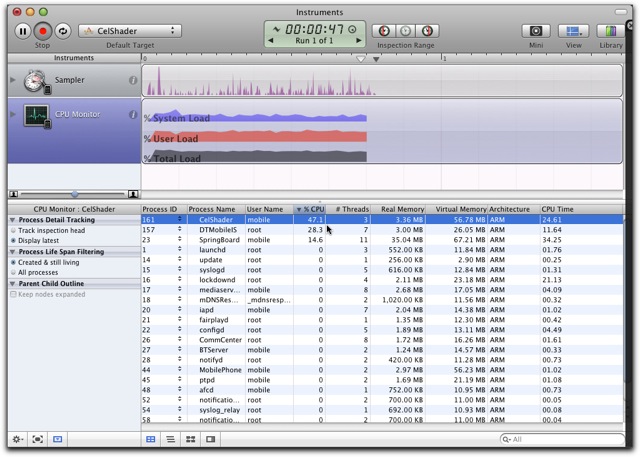 Instruments
CelShader
00:00:47
Run 1 of 1
Stop
Default Target
Inspection Range
Mini
View
Library
Instruments
0
1
Sampler
CPU Monitor
% System Load
% User Load
% Total Load
CPU Monitor : CelShader
Process ID Process Name User Name % CPU # Threads Real Memory Virtual Memory Architecture CPU Time
Process Detail Tracking
Track inspection head
Display latest
Process Life Span Filtering
Created & still living
All processes
Parent Child Outline
Keep nodes expanded
161 CelShader mobile 47.1 3 3.36 MB 56.78 MB ARM 24.61
157 DTMobileIS root 28.3 7 3.00 MB 26.05 MB ARM
23 SpringBoard mobile 14.6 11 35.04 MB 67.21 MB ARM 34.25
1 launchd root 0 3 552.00 KB 11.84 MB ARM 01.76
14 update root 0 1 256.00 KB 2.90 MB ARM 00.25
15 syslogd root 0 5 616.00 KB 12.84 MB ARM 01.31
16 lockdownd root 0 4 2.11 MB 23.18 MB ARM 21.13
17 mediaserv... mobile 0 8 2.68 MB 17.05 MB ARM 04.09
18 mDNSRes... _mdnsresp... 0 2 1,020.00 KB 11.56 MB ARM 00.32
20 iapd mobile 0 7 2.04 MB 14.38 MB ARM 01.02
21 fairplayd root 0 1 1.35 MB 12.30 MB ARM 00.42
22 configd root 0 5 1.89 MB 13.11 MB ARM 04.49
26 CommCenter root 0 8 1.72 MB 16.26 MB ARM 01.61
27 BTServer mobile 0 2 1.24 MB 14.57 MB ARM 00.33
28 notifyd root 0 2 420.00 KB 11.28 MB ARM 00.73
44 MobilePhone mobile 0 4 2.97 MB 56.23 MB ARM 01.02
45 ptpd mobile 0 2 1.69 MB 21.19 MB ARM 01.08
48 afcd mobile 0 1 752.00 KB 10.95 MB ARM 00.73
52 notificatio... root 0 2 700.00 KB 11.00 MB ARM 00.05
54 syslog_relay root 0 1 692.00 KB 10.93 MB ARM 00.08
58 notificatio... root 0 2 700.00 KB 11.00 MB ARM 00.04
All